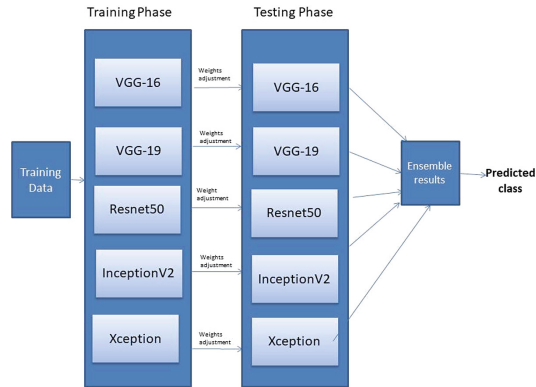 Training Phase
Testing Phase
Training
Data
VGG-16
VGG-19
Resnet50
InceptionV2
Xception
Weights
adjustment
Weights
adjustment
Weight
adjustment
Weights
adjustment
Weights
adjustment
VGG-16
VGG-19
Resnet50
InceptionV2
Xception
Ensemble
results
Predicted
class